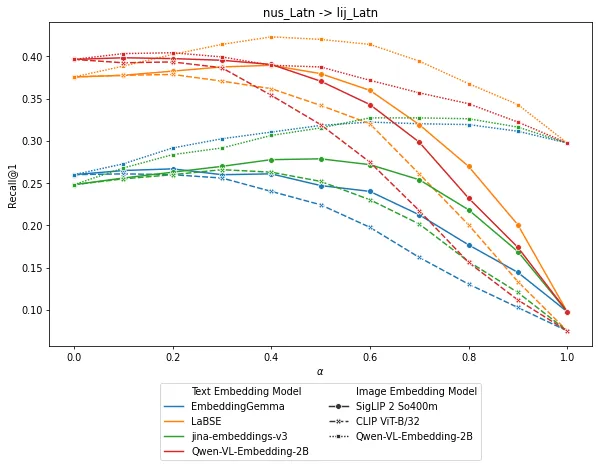 nus_Latn -> lij_Latn
0.40
0.35
0.30
0.25
0.20
0.15
0.10
Recall@1
0.0 0.2 0.4 0.6 0.8 1.0
α
Text Embedding Model Image Embedding Model
EmbeddingGemma SigLIP 2 So400m
LaBSE CLIP ViT-B/32
jina-embeddings-v3 Qwen-VL-Embedding-2B
Qwen-VL-Embedding-2B